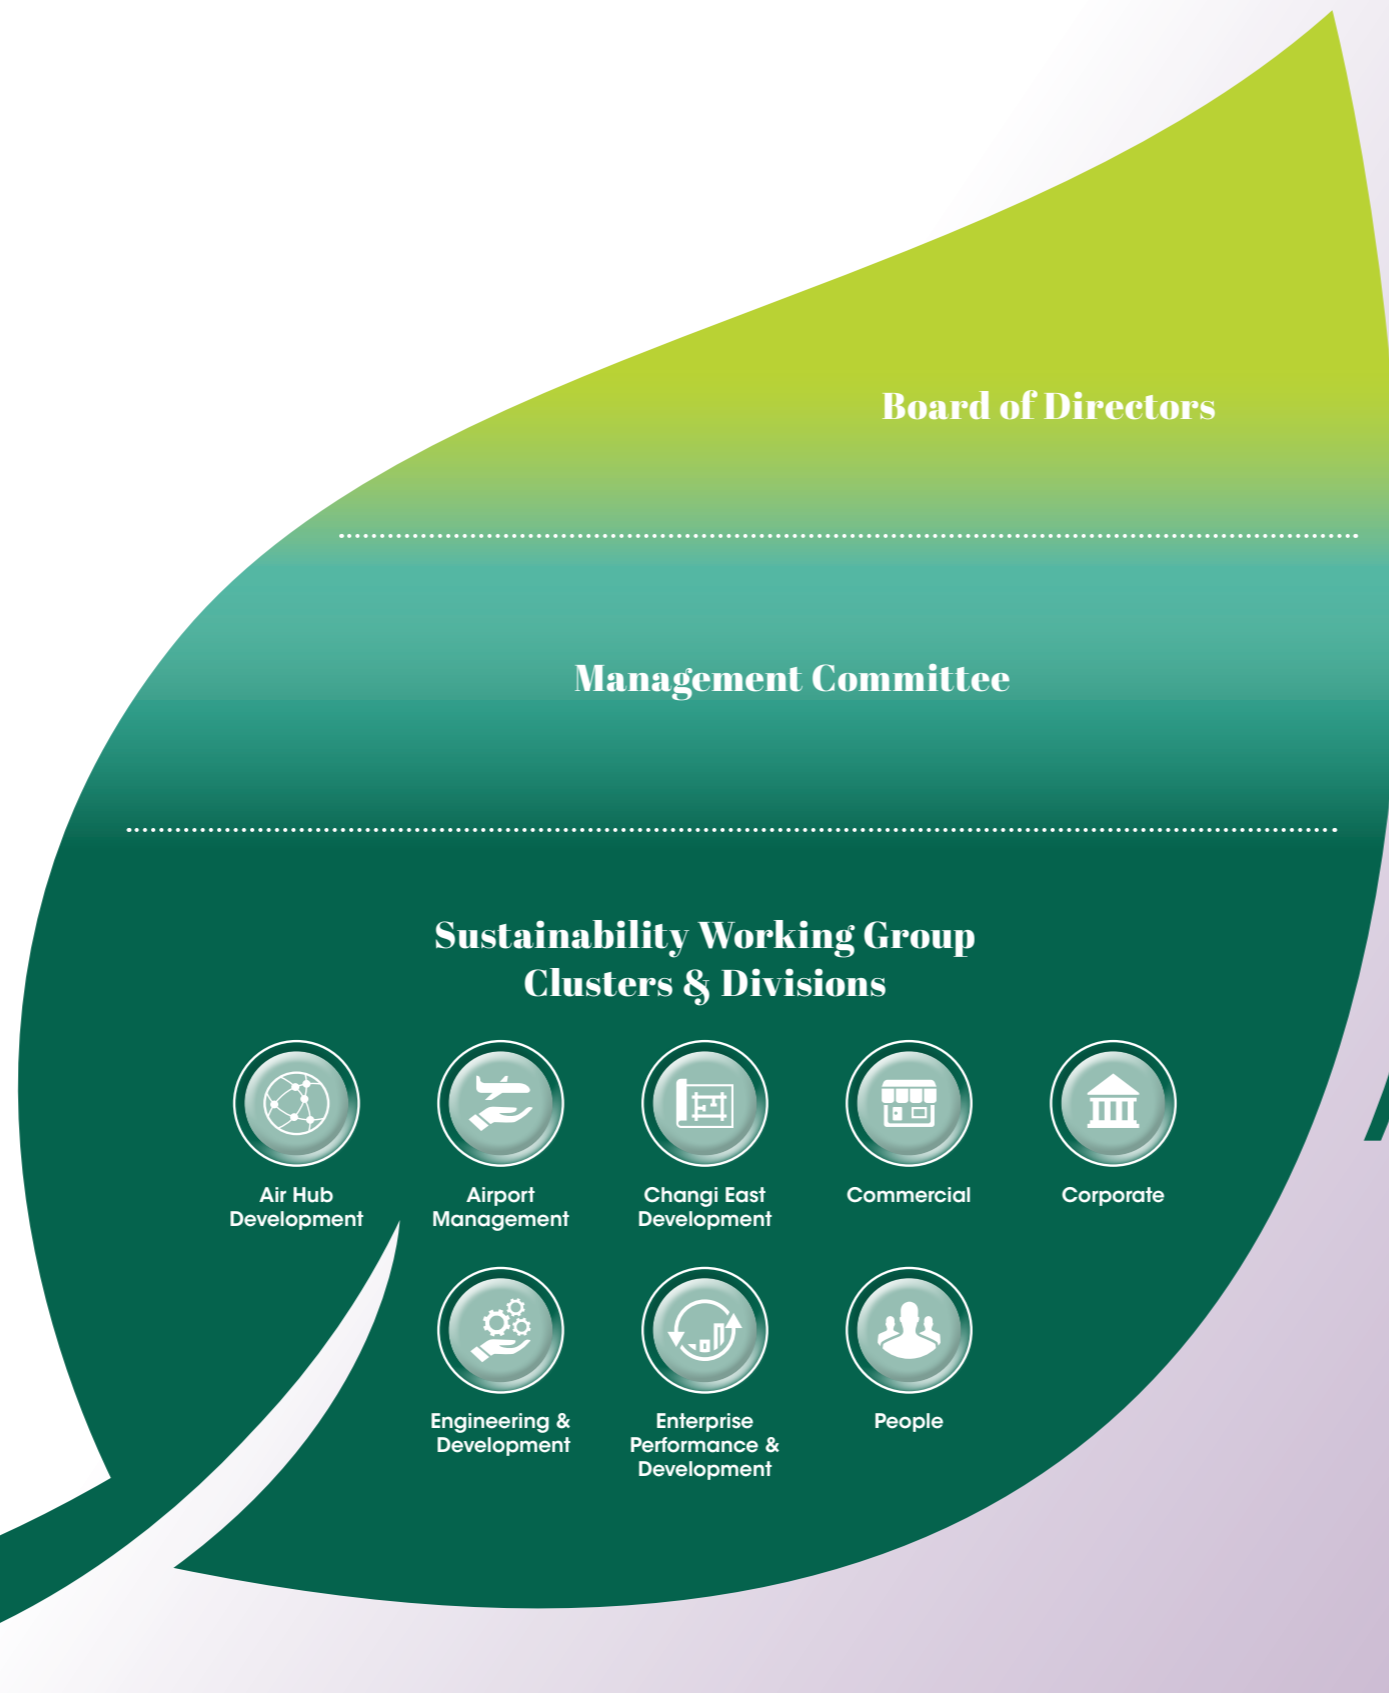 Board of Directors
Management Committee
Sustainability Working Group
Clusters & Divisions
Air Hub
Development
Airport
Management
Changi East
Development
Commercial
Corporate
Engineering &
Development
Enterprise
Performance &
Development
People